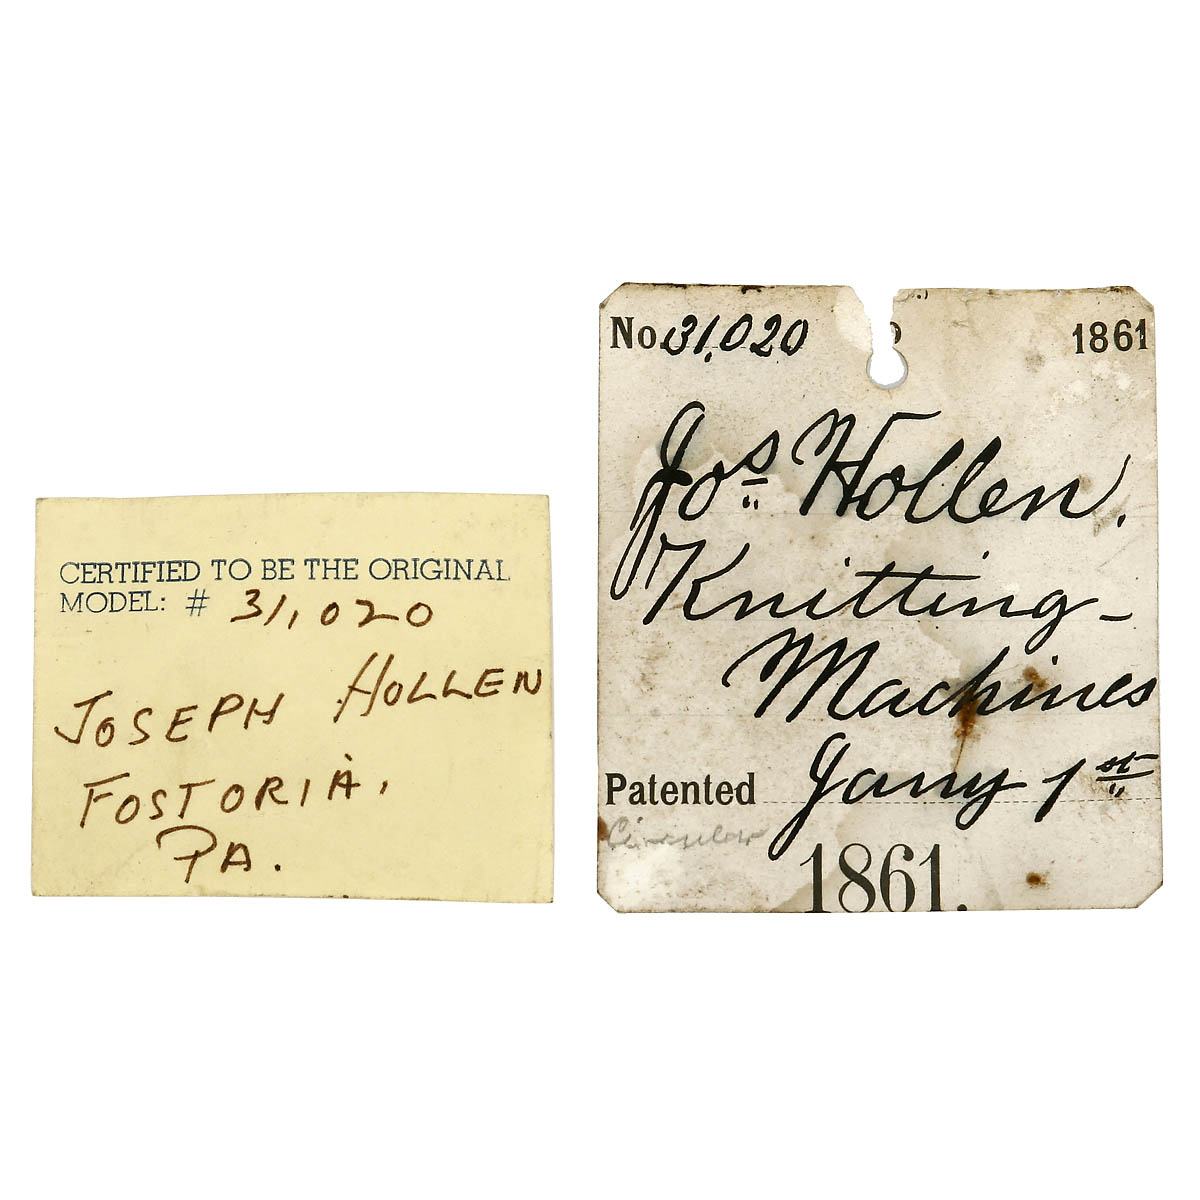 CERTIFIED TO BE THE ORIGINAL
MODEL: # 31,020
JOSEPH HOLLEN
FOSTORIA,
PA.
No. 31,020 1861
Jos Hollen.
Knitting-
Machines
Patented Jany 1st
Circular
1861.